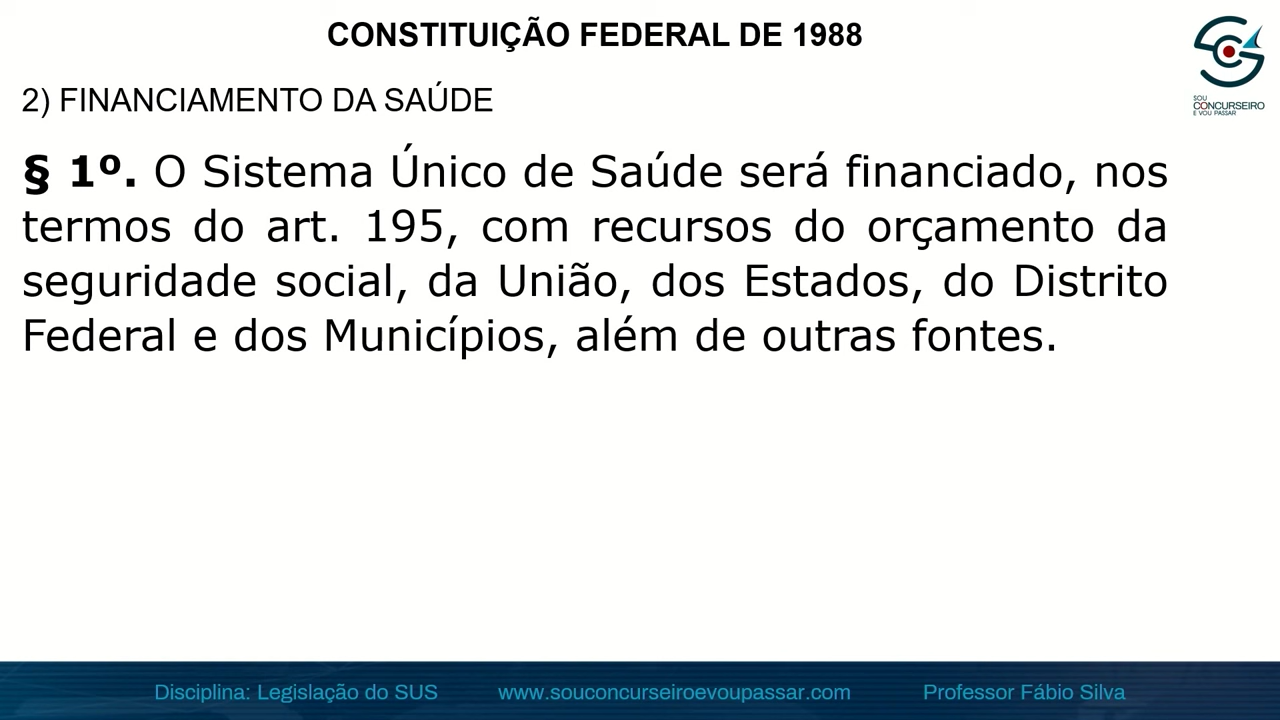 CONSTITUIÇÃO FEDERAL DE 1988
SOU
CONCURSEIRO
E VOU PASSAR
2) FINANCIAMENTO DA SAÚDE
§ 1º. O Sistema Único de Saúde será financiado, nos
termos do art. 195, com recursos do orçamento da
seguridade social, da União, dos Estados, do Distrito
Federal e dos Municípios, além de outras fontes.
Disciplina: Legislação do SUS www.souconcurseiroevoupassar.com Professor Fábio Silva